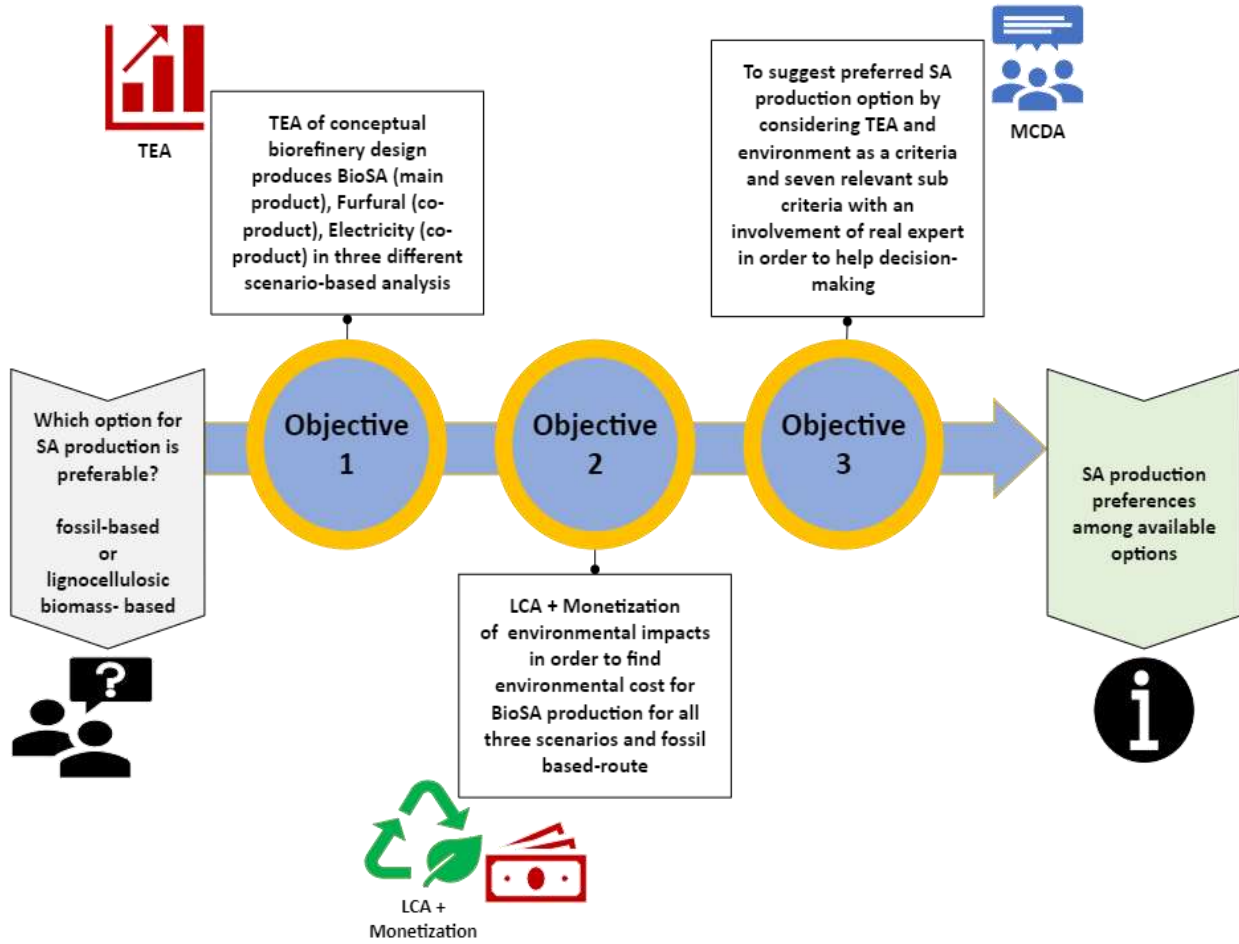 TEA
TEA of conceptual
biorefinery design
produces BioSA (main
product), Furfural (co-
product), Electricity (co-
product) in three different
scenario-based analysis
To suggest preferred SA
production option by
considering TEA and
environment as a criteria
and seven relevant sub
criteria with an
involvement of real expert
in order to help decision-
making
MCDA
Which option for
SA production is
preferable?
fossil-based
or
lignocellulosic
biomass- based
?
Objective
1
Objective
2
Objective
3
SA production
preferences
among available
options
i
LCA + Monetization
of environmental impacts
in order to find
environmental cost for
BioSA production for all
three scenarios and fossil
based-route
LCA +
Monetization